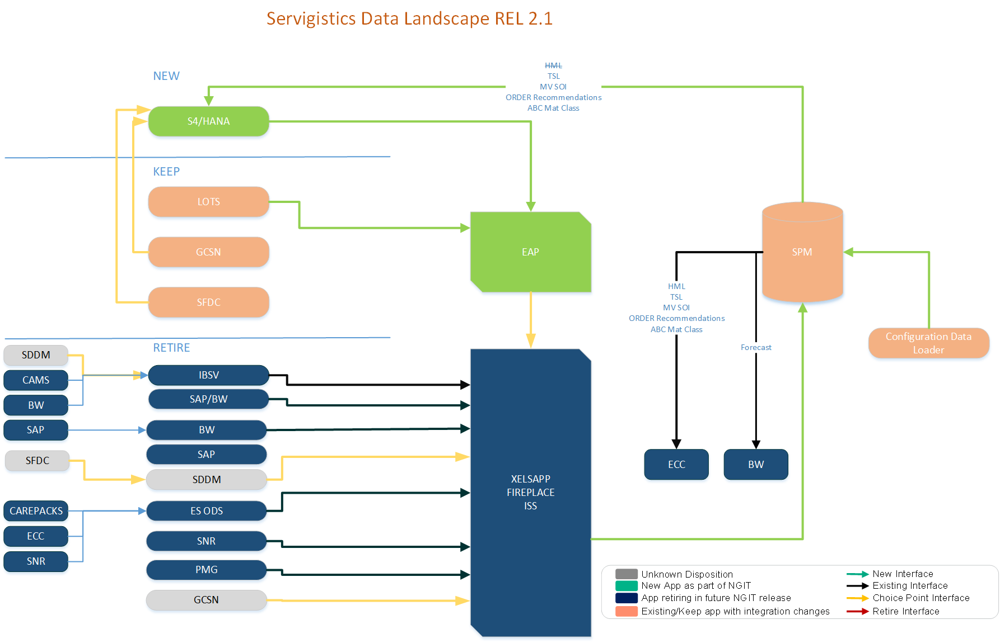 Servigistics Data Landscape REL 2.1
NEW
HML
TSL
MV SOI
ORDER Recommendations
ABC Mat Class
S4/HANA
KEEP
LOTS
GCSN
SFDC
EAP
SPM
HML
TSL
MV SOI
ORDER Recommendations
ABC Mat Class
Forecast
Configuration Data
Loader
RETIRE
SDDM
CAMS
BW
SAP
SFDC
CAREPACKS
ECC
SNR
IBSV
SAP/BW
BW
SAP
SDDM
ES ODS
SNR
PMG
GCSN
XELSAPP
FIREPLACE
ISS
ECC
BW
Unknown Disposition
New App as part of NGIT
App retiring in future NGIT release
Existing/Keep app with integration changes
New Interface
Existing Interface
Choice Point Interface
Retire Interface